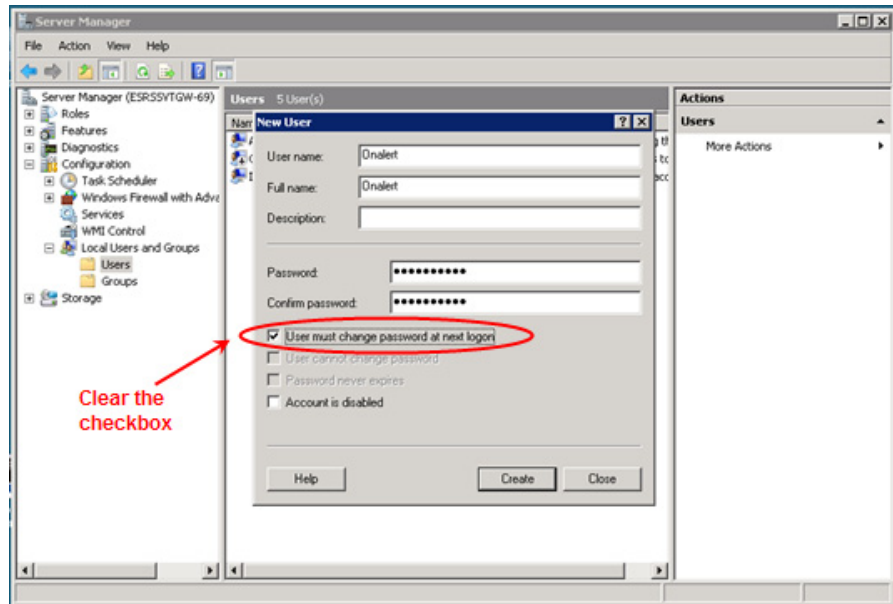 Server Manager
File Action View Help
Server Manager (ESRSSVTGW-69)
Roles
Features
Diagnostics
Configuration
Task Scheduler
Windows Firewall with Adva
Services
WMI Control
Local Users and Groups
Users
Groups
Storage
Users 5 User(s)
New User
User name: Onalert
Full name: Onalert
Description:
Password:
Confirm password:
User must change password at next logon
User cannot change password
Password never expires
Account is disabled
Help Create Close
Actions
Users
More Actions
Clear the
checkbox